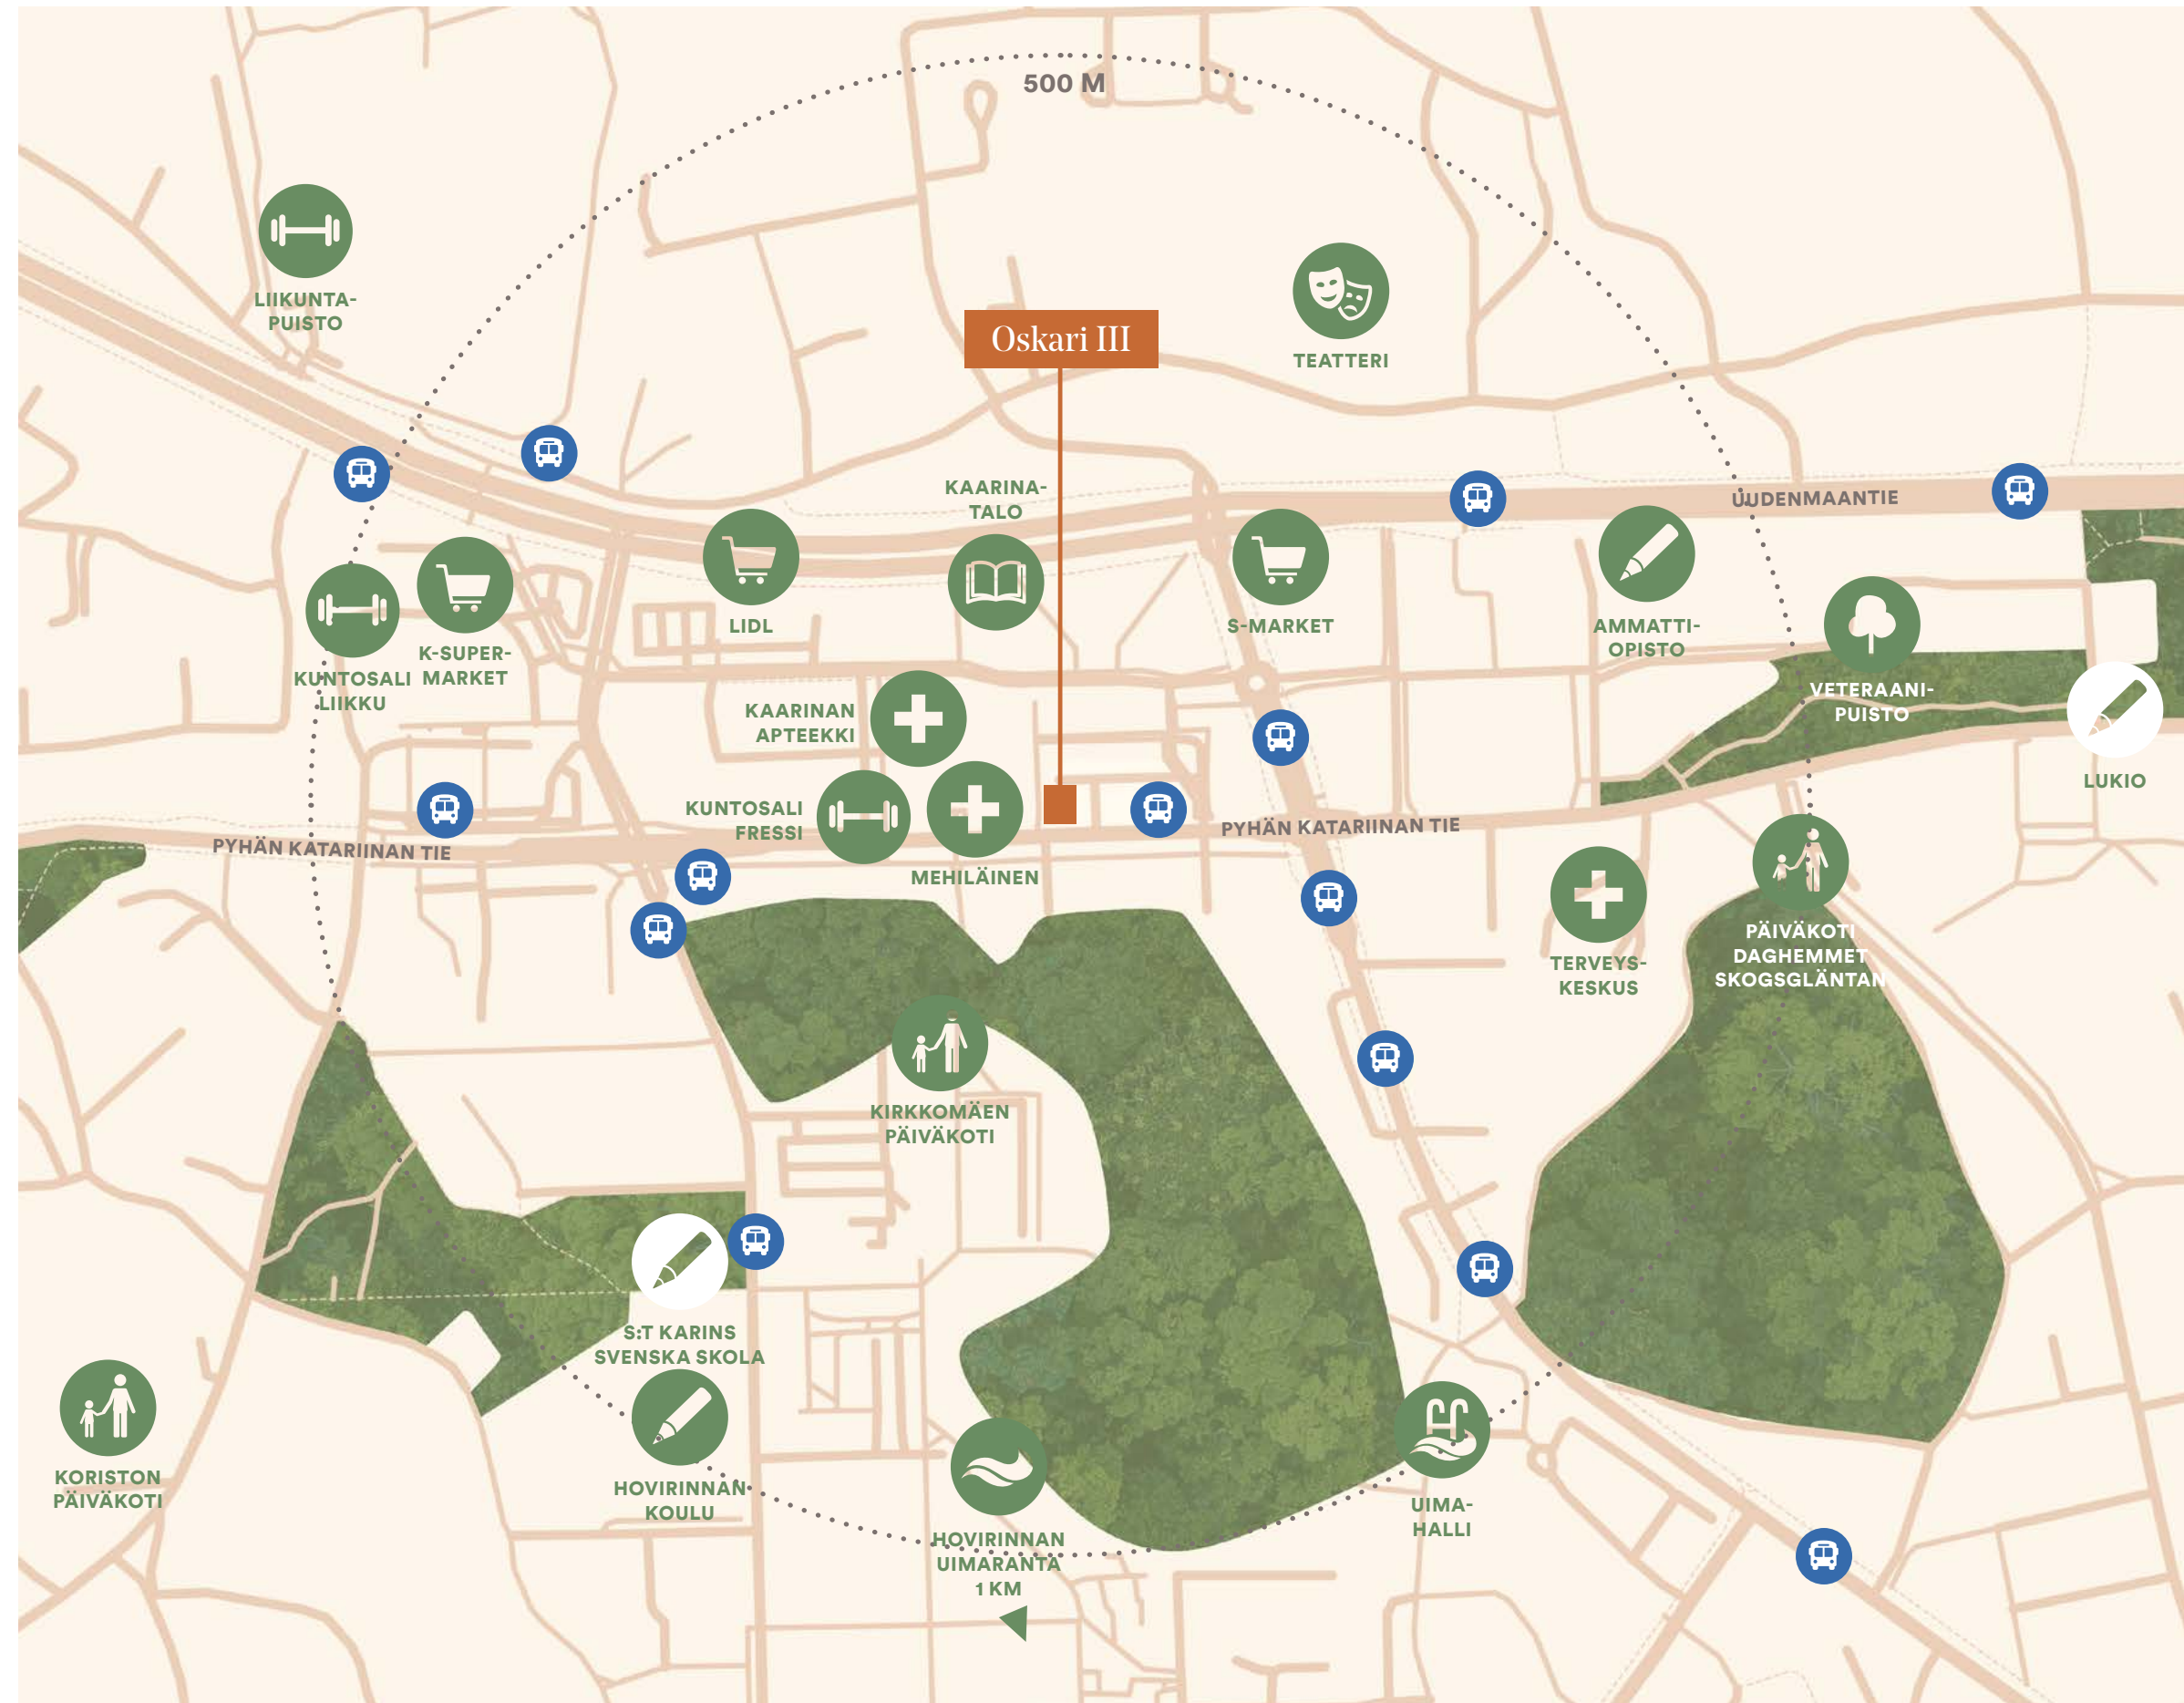 500 M
LIIKUNTA-
PUISTO
Oskari III
TEATTERI
KAARINA-
TALO
UUDENMAANTIE
LIDL
S-MARKET
AMMATTI-
OPISTO
K-SUPER-
MARKET
KUNTOSALI
LIIKKU
VETERAANI-
PUISTO
KAARINAN
APTEEKKI
LUKIO
KUNTOSALI
FRESSI
PYHÄN KATARIINAN TIE
PYHÄN KATARIINAN TIE
MEHILÄINEN
PÄIVÄKOTI
DAGHEMMET
SKOGSGLÄNTAN
TERVEYS-
KESKUS
KIRKKOMÄEN
PÄIVÄKOTI
S:T KARINS
SVENSKA SKOLA
KORISTON
PÄIVÄKOTI
HOVIRINNAN
KOULU
UIMA-
HALLI
HOVIRINNAN
UIMARANTA
1 KM